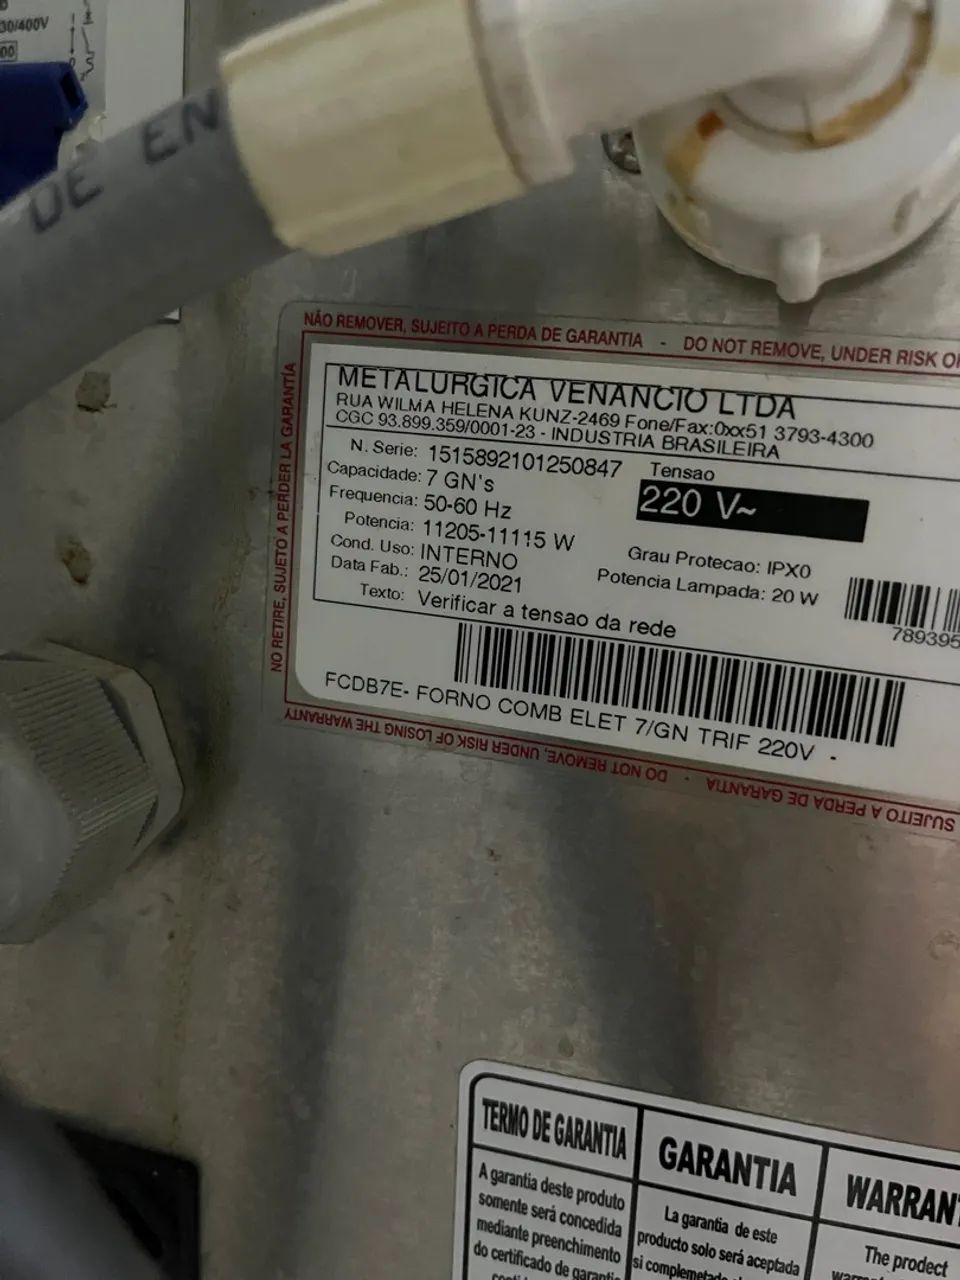 30/400V
00
DE EN
NÃO REMOVER, SUJEITO A PERDA DE GARANTIA - DO NOT REMOVE, UNDER RISK
NO RETIRE, SUJETO A PERDER LA GARANTÍA
METALURGICA VENANCIO LTDA
RUA WILMA HELENA KUNZ-2469 Fone/Fax:0xx51 3793-4300
CGC 93.899.359/0001-23 - INDUSTRIA BRASILEIRA
N. Serie: 1515892101250847
Capacidade: 7 GN's
Frequencia: 50-60 Hz
Potencia: 11205-11115 W
Cond. Uso: INTERNO
Data Fab.: 25/01/2021
Texto: Verificar a tensao da rede
Tensao
220 V~
Grau Protecao: IPX0
Potencia Lampada: 20 W
789395
FCDB7E- FORNO COMB ELET 7/GN TRIF 220V -
SUJEITO A PERDA DE GARANTIA - DO NOT REMOVE, UNDER RISK OF LOSING THE WARRANTY
TERMO DE GARANTIA
A garantia deste produto
somente será concedida
mediante preenchimento
do certificado de garantia
GARANTIA
La garantia de este
producto solo será aceptada
si
WARRAN
The product